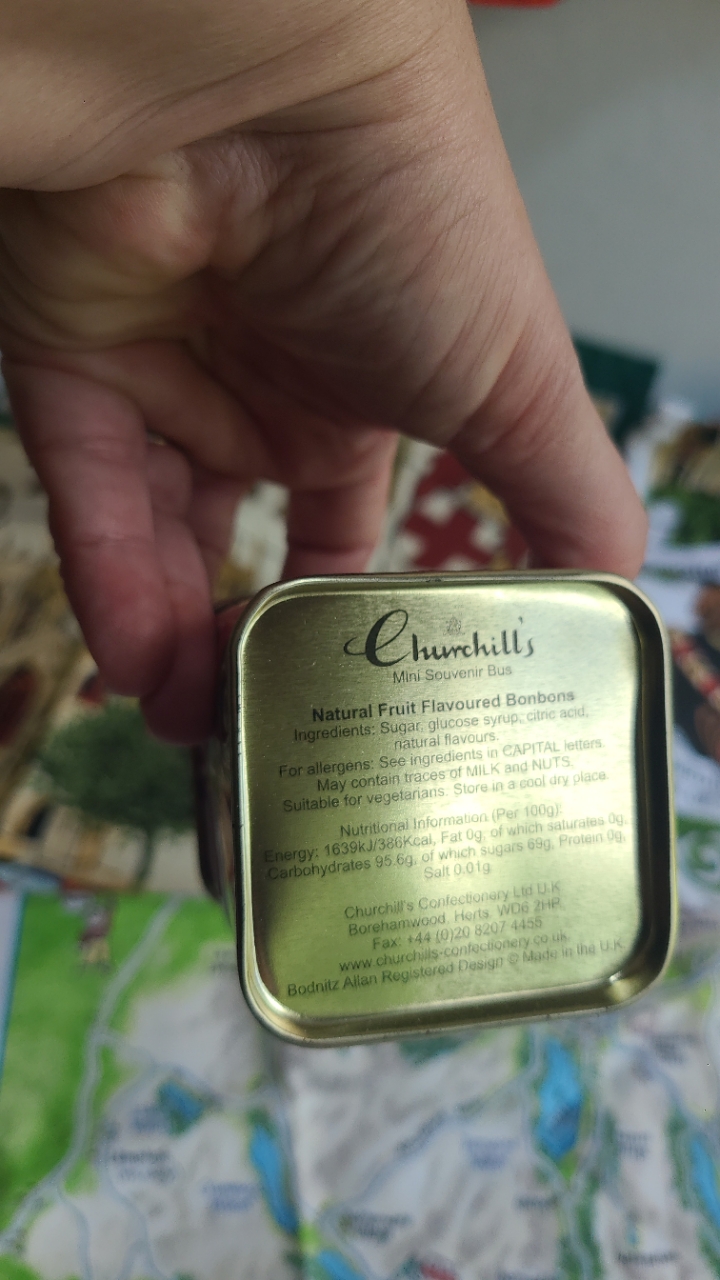 Churchill's
Mini Souvenir Bus
Natural Fruit Flavoured Bonbons
Ingredients: Sugar, glucose syrup, citric acid,
natural flavours.
For allergens: See ingredients in CAPITAL letters.
May contain traces of MILK and NUTS.
Suitable for vegetarians. Store in a cool dry place.
Nutritional Information (Per 100g):
Energy: 1639kJ/386Kcal, Fat 0g, of which saturates 0g,
Carbohydrates 95.6g, of which sugars 69g, Protein 0g,
Salt 0.01g
Churchill's Confectionery Ltd U.K
Borehamwood, Herts, WD6 2HP,
Fax: +44 (0)20 8207 4455
www.churchills-confectionery.co.uk
Bodnitz Allan Registered Design © Made in the U.K